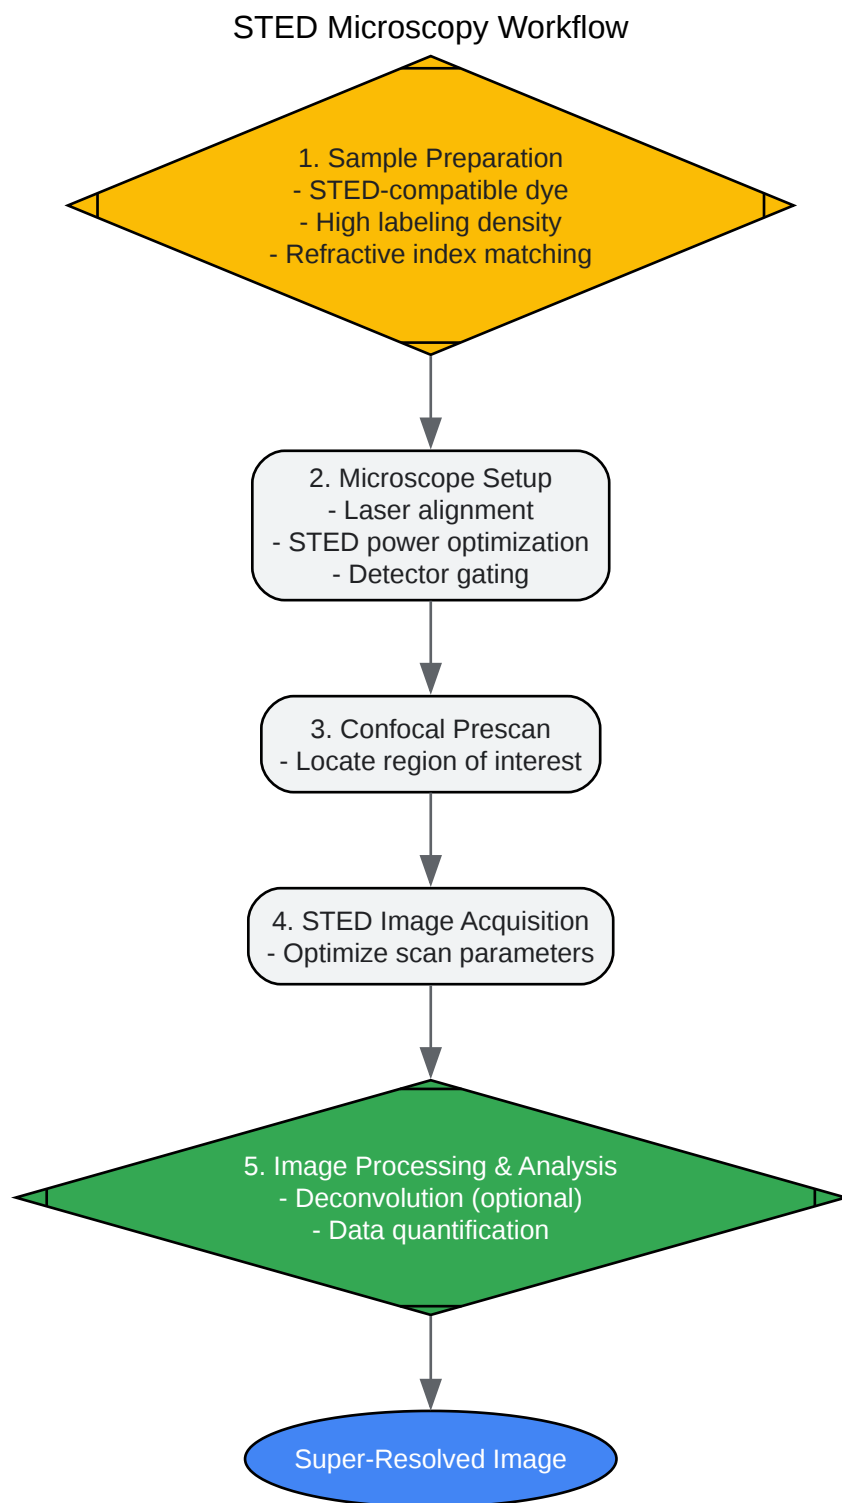 STED Microscopy Workflow
1. Sample Preparation
- STED-compatible dye
- High labeling density
- Refractive index matching
2. Microscope Setup
- Laser alignment
- STED power optimization
- Detector gating
3. Confocal Prescan
- Locate region of interest
4. STED Image Acquisition
- Optimize scan parameters
5. Image Processing & Analysis
- Deconvolution (optional)
- Data quantification
Super-Resolved Image